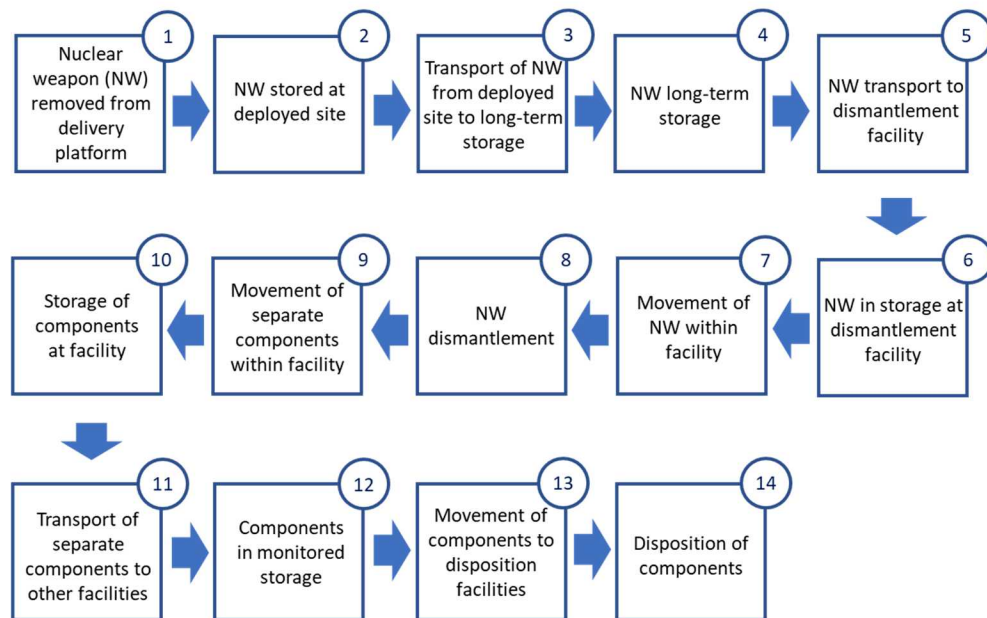 1
Nuclear
weapon (NW)
removed from
delivery
platform
2
NW stored at
deployed site
3
Transport of NW
from deployed
site to long-term
storage
4
NW long-term
storage
5
NW transport to
dismantlement
facility
6
NW in storage at
dismantlement
facility
7
Movement of
NW within
facility
8
NW
dismantlement
9
Movement of
separate
components
within facility
10
Storage of
components
at facility
11
Transport of
separate
components to
other facilities
12
Components
in monitored
storage
13
Movement of
components to
disposition
facilities
14
Disposition of
components